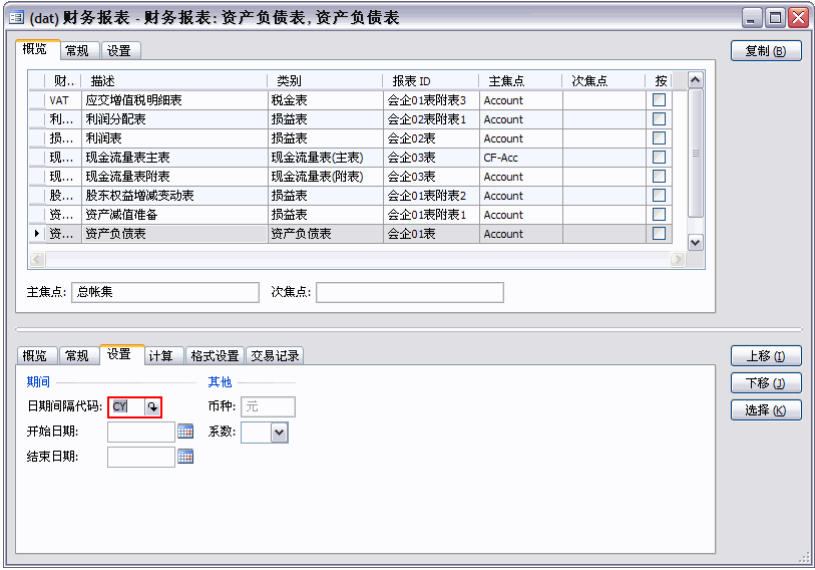 (dat) 财务报表 - 财务报表: 资产负债表, 资产负债表
概览 常规 设置 复制(B)
财.. 描述 类别 报表 ID 主焦点 次焦点 按
VAT 应交增值税明细表 税金表 会企01表附表3 Account
利... 利润分配表 损益表 会企02表附表1 Account
损... 利润表 损益表 会企02表 Account
现... 现金流量表主表 现金流量表(主表) 会企03表 CF-Acc
现... 现金流量表附表 现金流量表(附表) 会企03表 Account
股... 股东权益增减变动表 损益表 会企01表附表2 Account
资... 资产减值准备 损益表 会企01表附表1 Account
资... 资产负债表 资产负债表 会企01表 Account
主焦点: 总帐集 次焦点:
概览 常规 设置 计算 格式设置 交易记录 上移(I)
期间 其他 下移(J)
日期间隔代码: CY 币种: 元 选择(K)
开始日期: 系数:
结束日期: